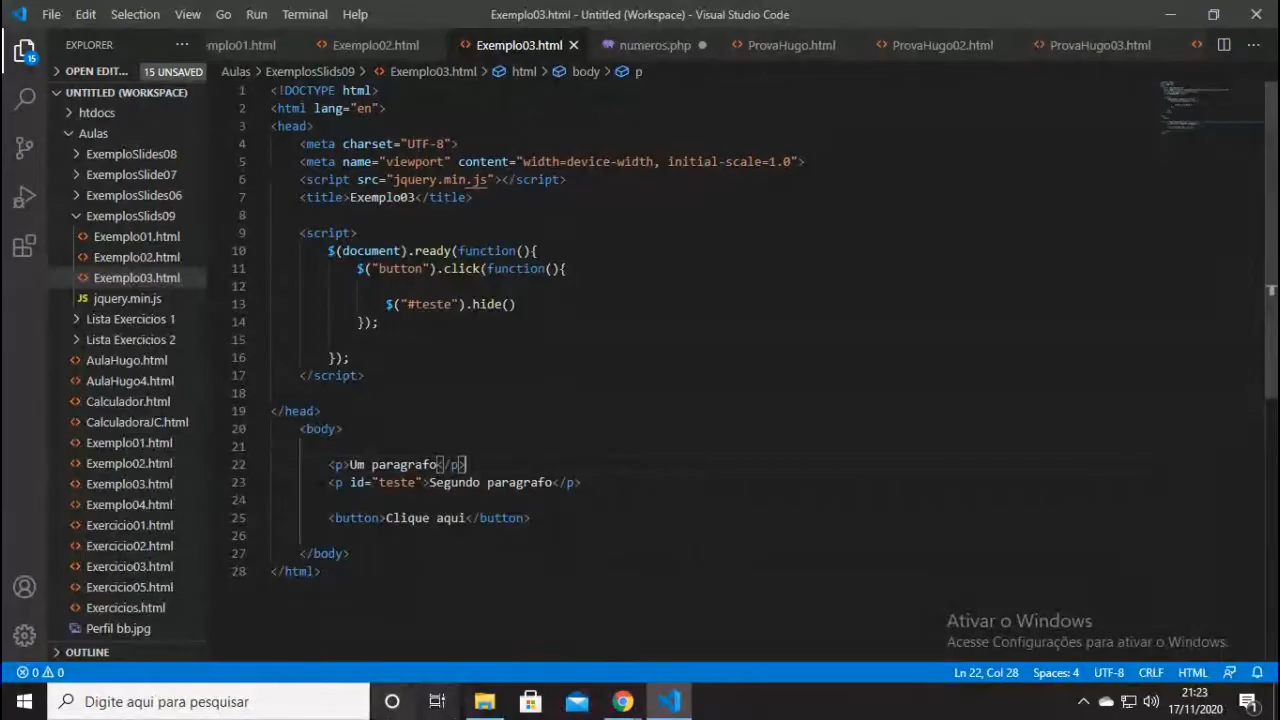 File Edit Selection View Go Run Terminal Help Exemplo03.html - Untitled (Workspace) - Visual Studio Code
EXPLORER ··· mplo01.html Exemplo02.html Exemplo03.html numeros.php ProvaHugo.html ProvaHugo02.html ProvaHugo03.html ···
OPEN EDIT... 15 UNSAVED Aulas > ExemplosSlids09 > Exemplo03.html > html > body > p
15
UNTITLED (WORKSPACE)
htdocs
Aulas
ExemploSlides08
ExemplosSlide07
ExemplosSlides06
ExemplosSlids09
Exemplo01.html
Exemplo02.html
Exemplo03.html
JS jquery.min.js
Lista Exercicios 1
Lista Exercicios 2
AulaHugo.html
AulaHugo4.html
Calculador.html
CalculadoraJC.html
Exemplo01.html
Exemplo02.html
Exemplo03.html
Exemplo04.html
Exercicio01.html
Exercicio02.html
Exercicio03.html
Exercicio05.html
Exercicios.html
Perfil bb.jpg
OUTLINE
1 <!DOCTYPE html>
2 <html lang="en">
3 <head>
4 <meta charset="UTF-8">
5 <meta name="viewport" content="width=device-width, initial-scale=1.0">
6 <script src="jquery.min.js"></script>
7 <title>Exemplo03</title>
8
9 <script>
10 $(document).ready(function(){
11 $("button").click(function(){
12
13 $("#teste").hide()
14 });
15
16 });
17 </script>
18
19 </head>
20 <body>
21
22 <p>Um paragrafo</p>
23 <p id="teste">Segundo paragrafo</p>
24
25 <button>Clique aqui</button>
26
27 </body>
28 </html>
Ativar o Windows
Acesse Configurações para ativar o Windows.
0 0 Ln 22, Col 28 Spaces: 4 UTF-8 CRLF HTML
Digite aqui para pesquisar 21:23
17/11/2020 1